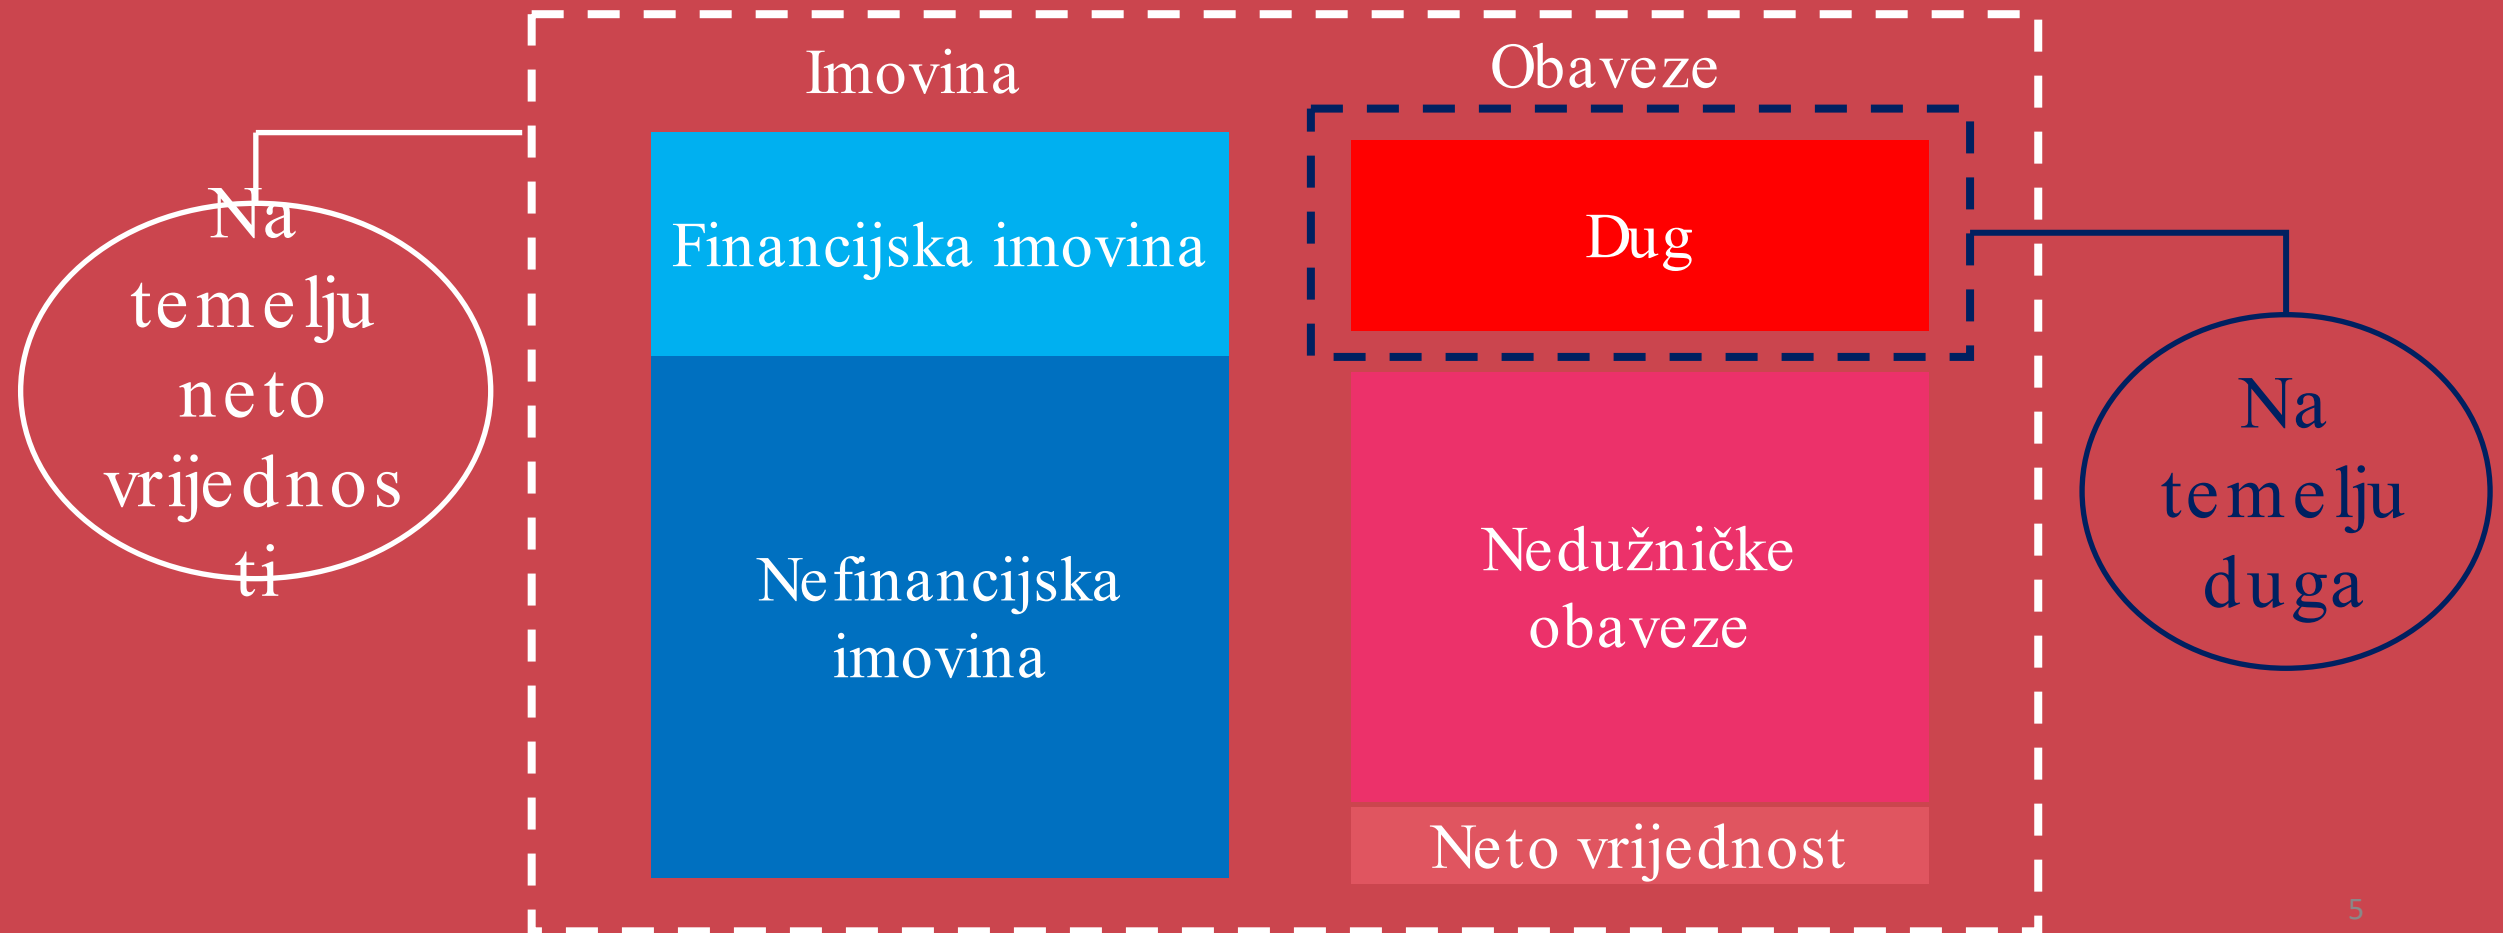 Imovina
Obaveze
Na
temelju
neto
vrijednos
ti
Financijska imovina
Nefinancijska
imovina
Dug
Nedužničke
obaveze
Neto vrijednost
Na
temelju
duga
5